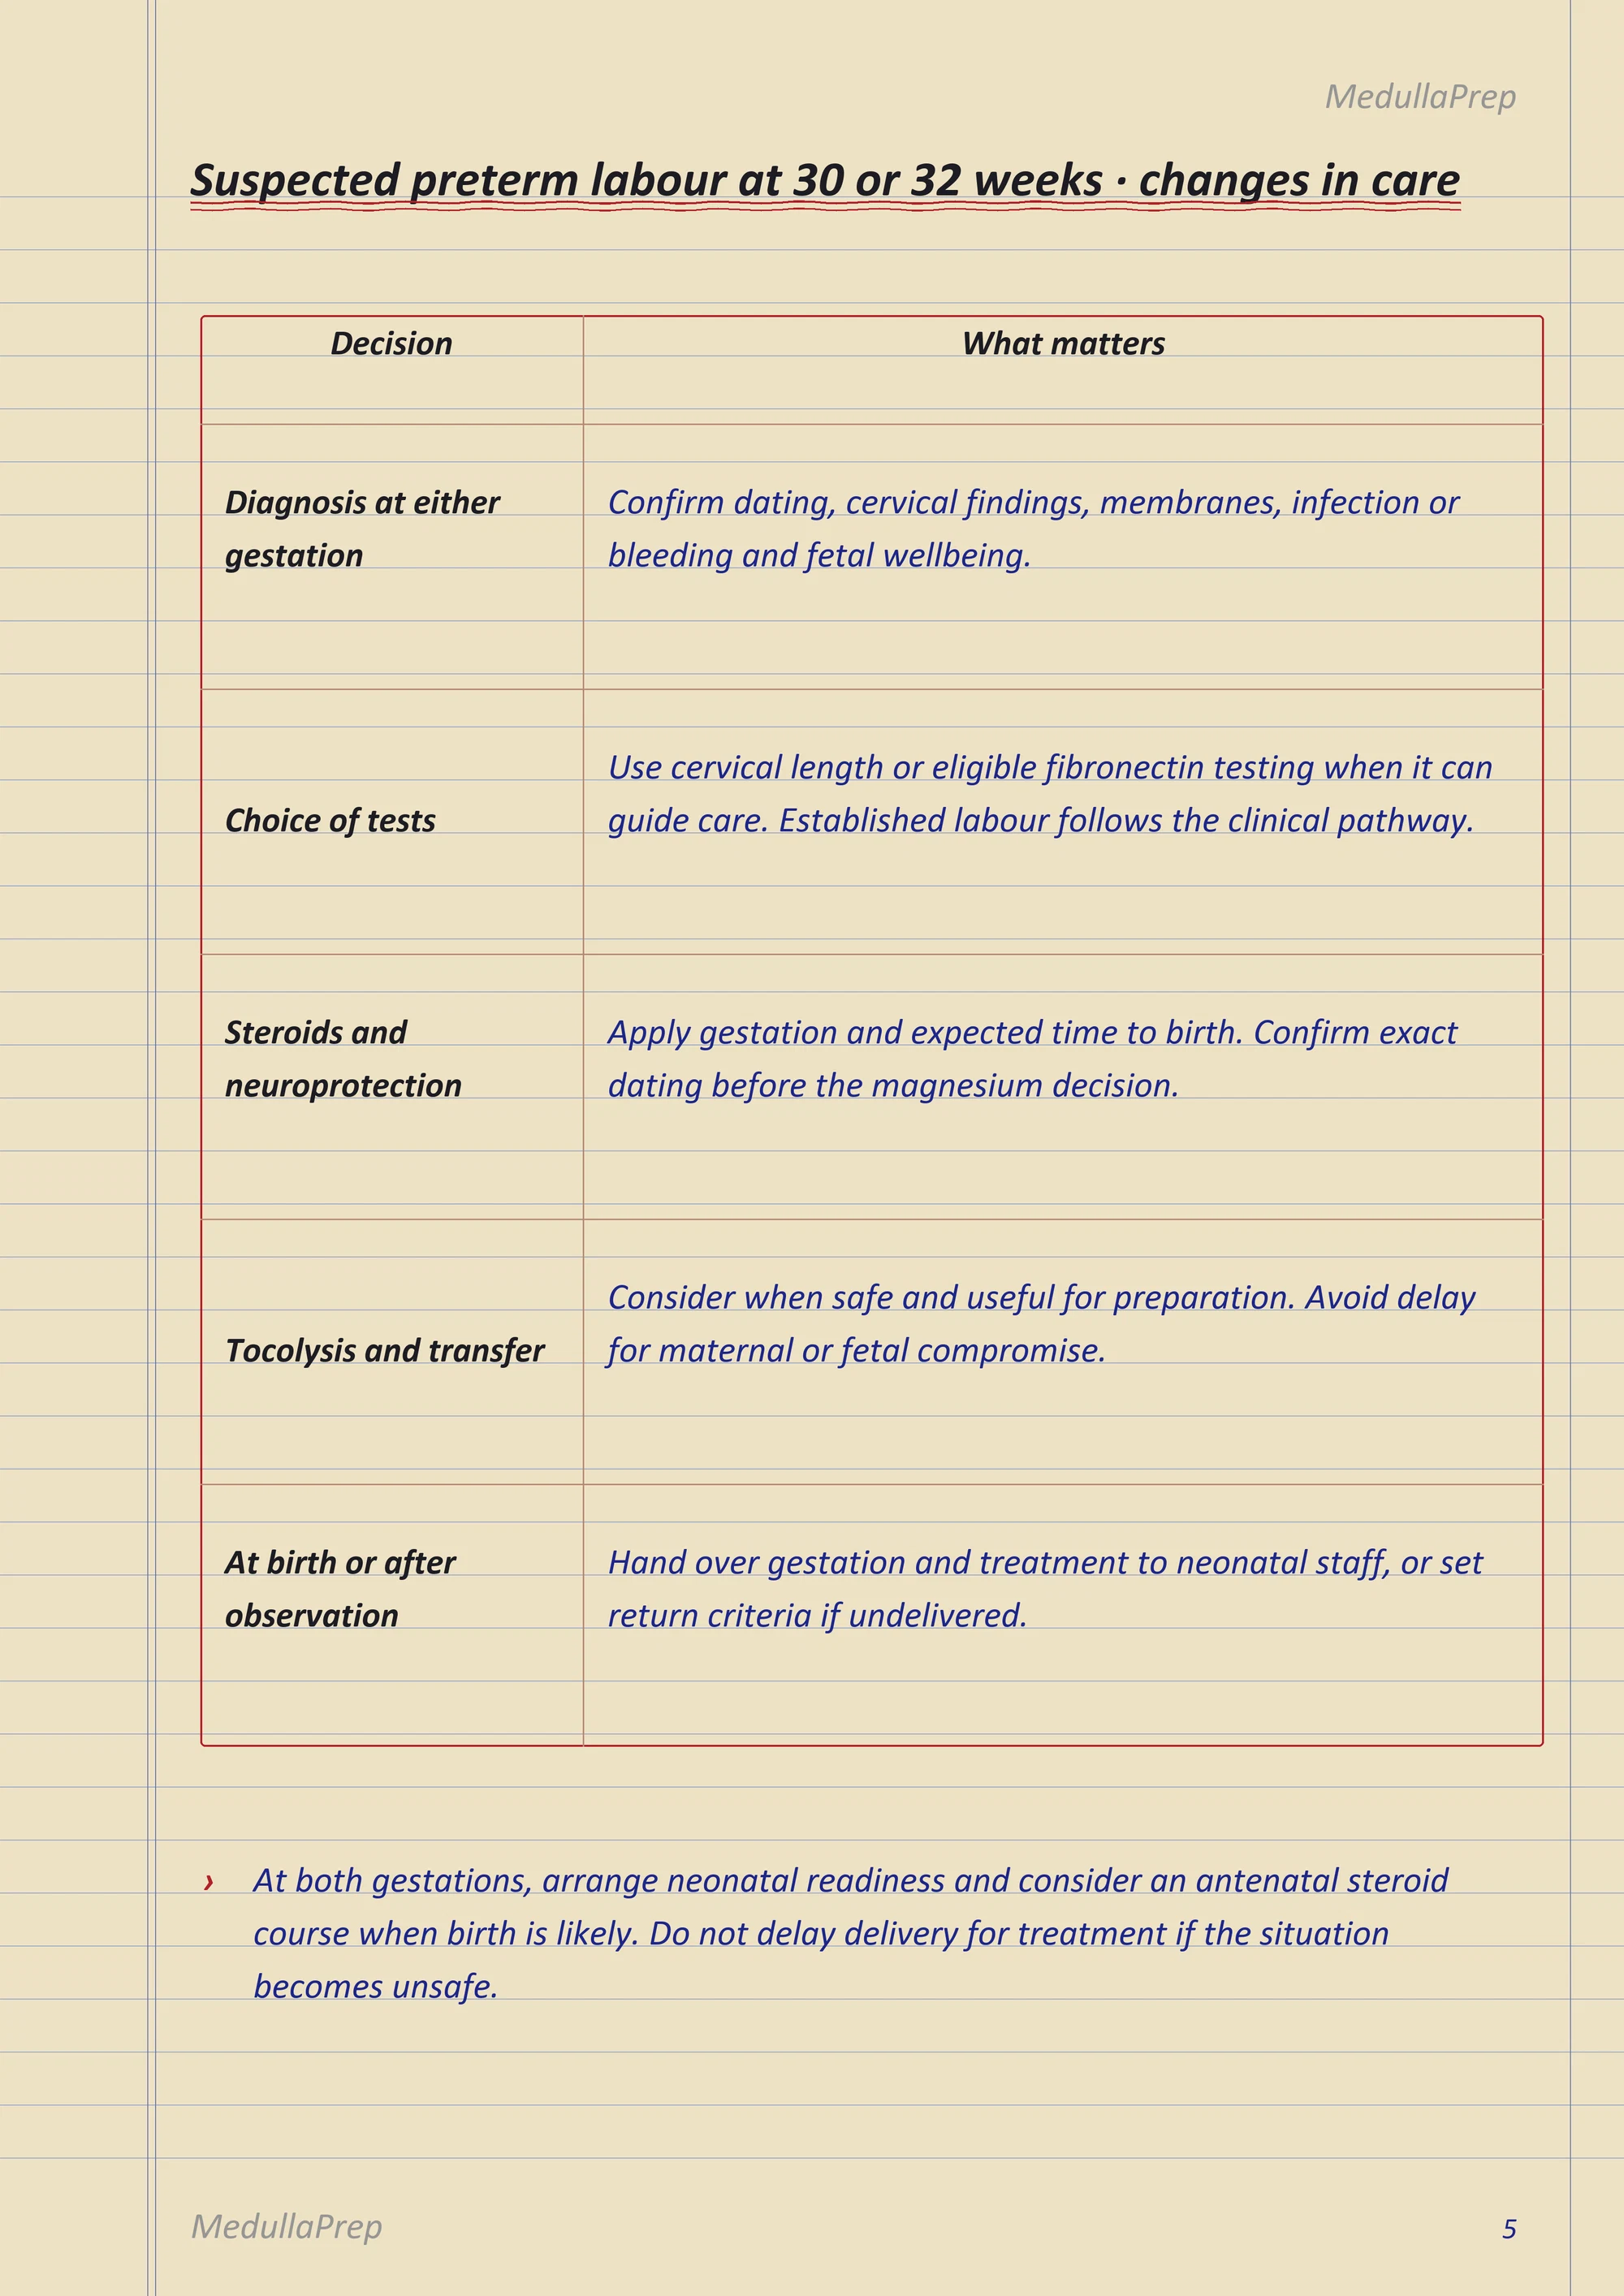 MedullaPrep
Suspected preterm labour at 30 or 32 weeks · changes in care
Decision
What matters
Diagnosis at either
gestation
Confirm dating, cervical findings, membranes, infection or
bleeding and fetal wellbeing.
Choice of tests
Use cervical length or eligible fibronectin testing when it can
guide care. Established labour follows the clinical pathway.
Steroids and
neuroprotection
Apply gestation and expected time to birth. Confirm exact
dating before the magnesium decision.
Tocolysis and transfer
Consider when safe and useful for preparation. Avoid delay
for maternal or fetal compromise.
At birth or after
observation
Hand over gestation and treatment to neonatal staff, or set
return criteria if undelivered.
› At both gestations, arrange neonatal readiness and consider an antenatal steroid
course when birth is likely. Do not delay delivery for treatment if the situation
becomes unsafe.
MedullaPrep
5